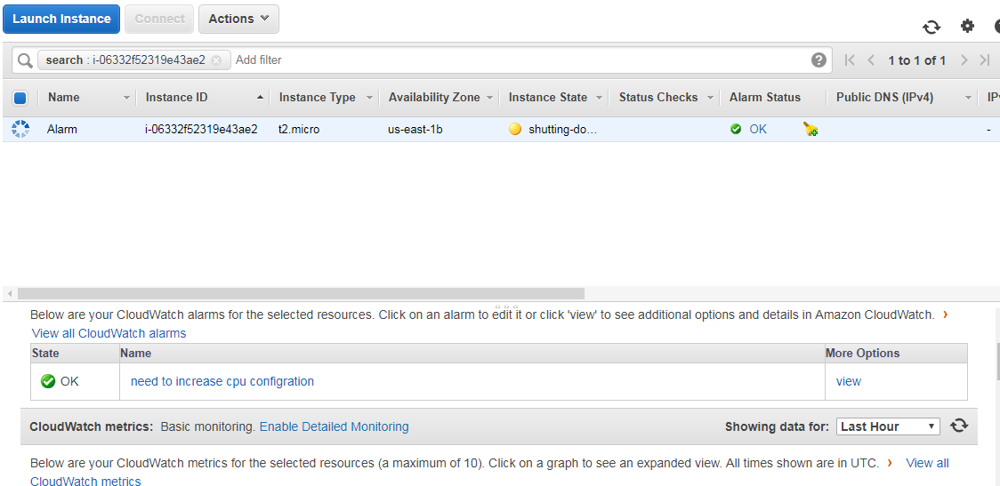 Launch Instance Connect Actions
search : i-06332f52319e43ae2 Add filter ? 1 to 1 of 1
Name Instance ID Instance Type Availability Zone Instance State Status Checks Alarm Status Public DNS (IPv4)
Alarm i-06332f52319e43ae2 t2.micro us-east-1b shutting-do... OK -
Below are your CloudWatch alarms for the selected resources. Click on an alarm to edit it or click 'view' to see additional options and details in Amazon CloudWatch.
View all CloudWatch alarms
State Name More Options
OK need to increase cpu configration view
CloudWatch metrics: Basic monitoring. Enable Detailed Monitoring Showing data for: Last Hour
Below are your CloudWatch metrics for the selected resources (a maximum of 10). Click on a graph to see an expanded view. All times shown are in UTC. View all
CloudWatch metrics